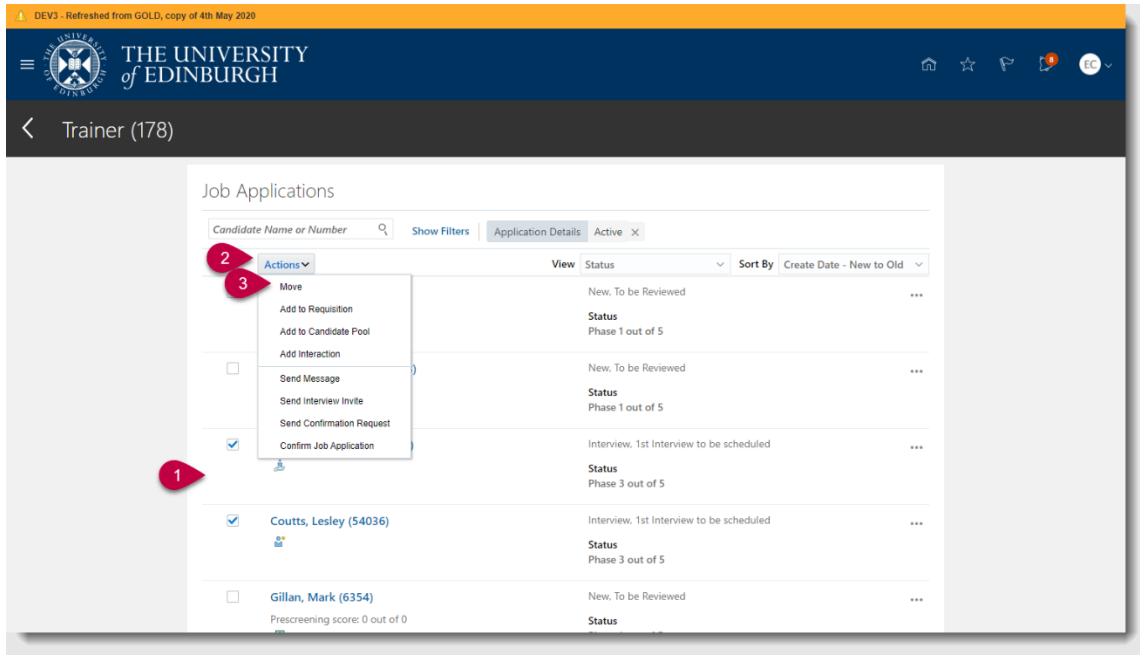 DEV3 - Refreshed from GOLD, copy of 4th May 2020
THE UNIVERSITY
of EDINBURGH
8
EC
Trainer (178)
Job Applications
Candidate Name or Number
Show Filters
Application Details Active
2
Actions
View Status
Sort By Create Date - New to Old
3
Move
Add to Requisition
Add to Candidate Pool
Add Interaction
Send Message
Send Interview Invite
Send Confirmation Request
Confirm Job Application
New, To be Reviewed
Status
Phase 1 out of 5
New, To be Reviewed
Status
Phase 1 out of 5
1
Interview, 1st Interview to be scheduled
Status
Phase 3 out of 5
Coutts, Lesley (54036)
Interview, 1st Interview to be scheduled
Status
Phase 3 out of 5
Gillan, Mark (6354)
New, To be Reviewed
Prescreening score: 0 out of 0
Status